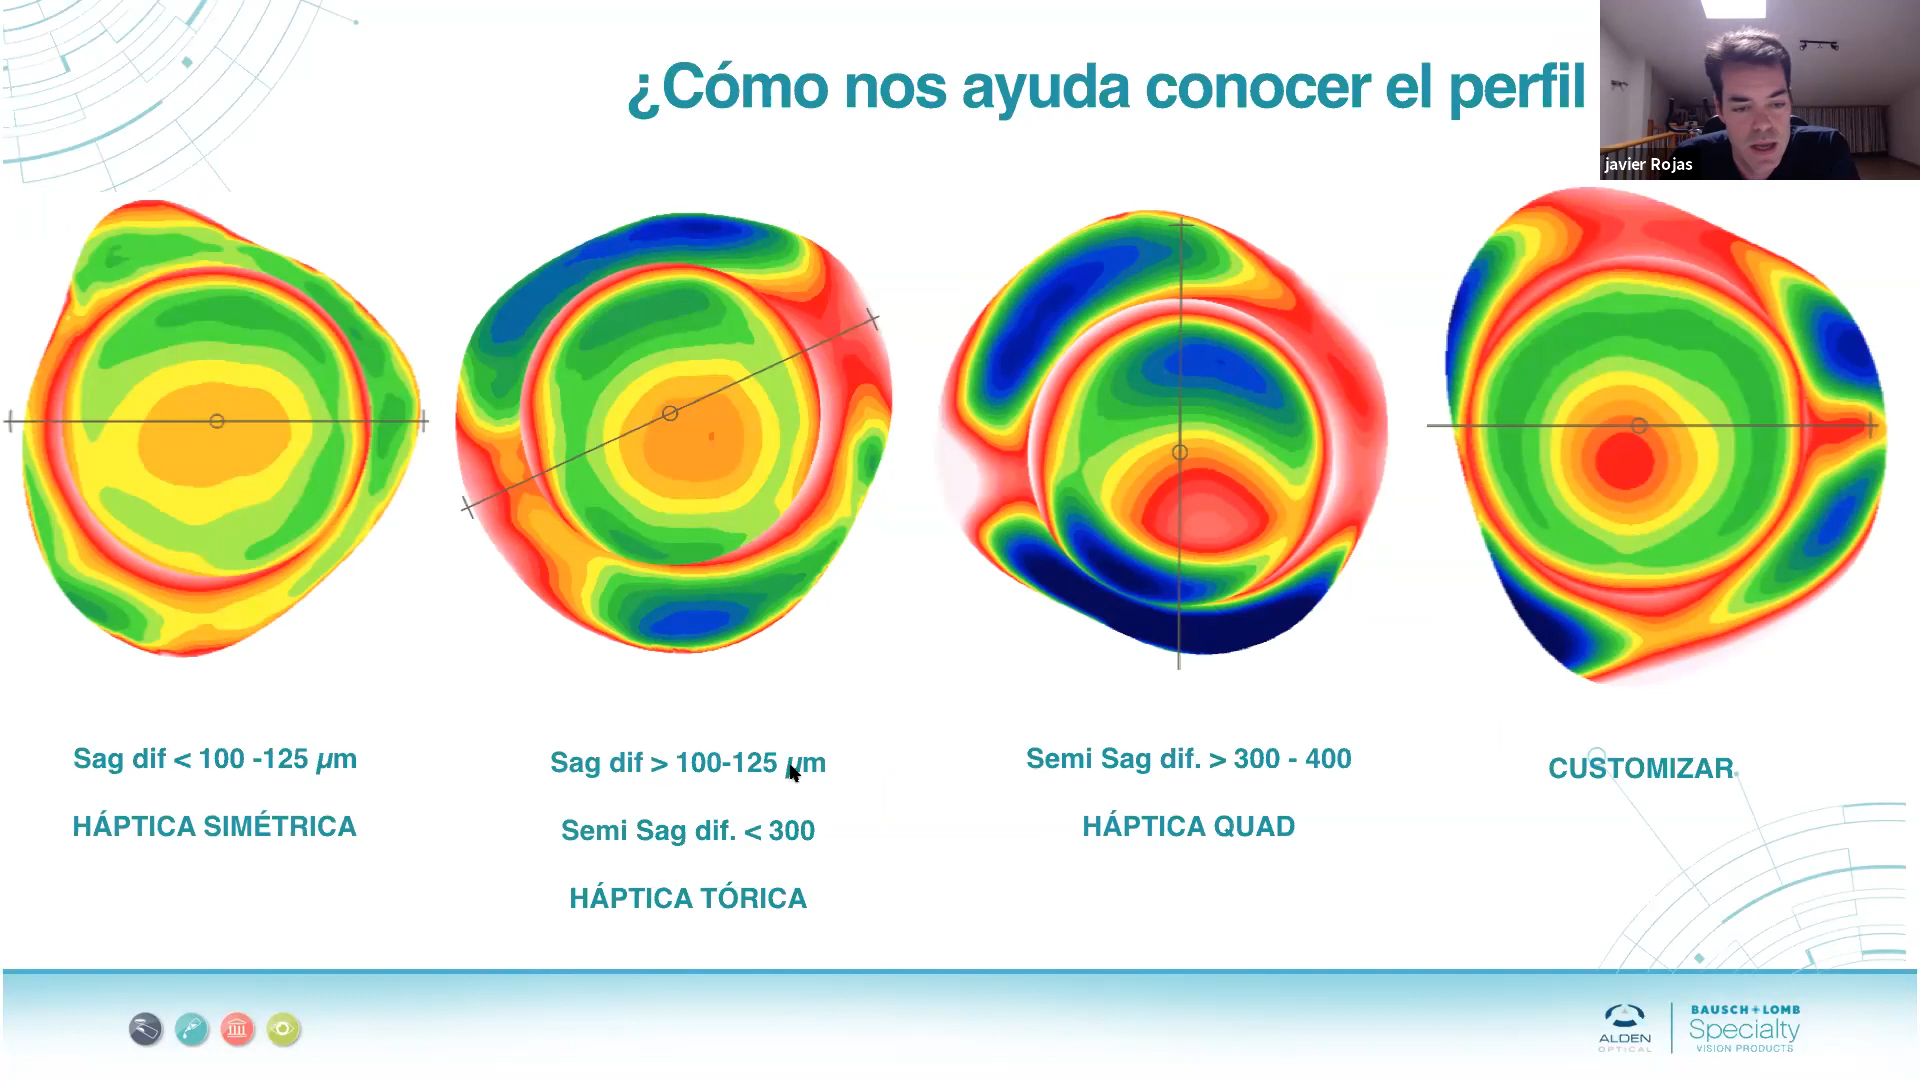 ¿Cómo nos ayuda conocer el perfil
javier Rojas
Sag dif < 100 -125 µm
HÁPTICA SIMÉTRICA
Sag dif > 100-125 µm
Semi Sag dif. < 300
HÁPTICA TÓRICA
Semi Sag dif. > 300 - 400
HÁPTICA QUAD
CUSTOMIZAR
ALDEN
OPTICAL
BAUSCH + LOMB
Specialty
VISION PRODUCTS